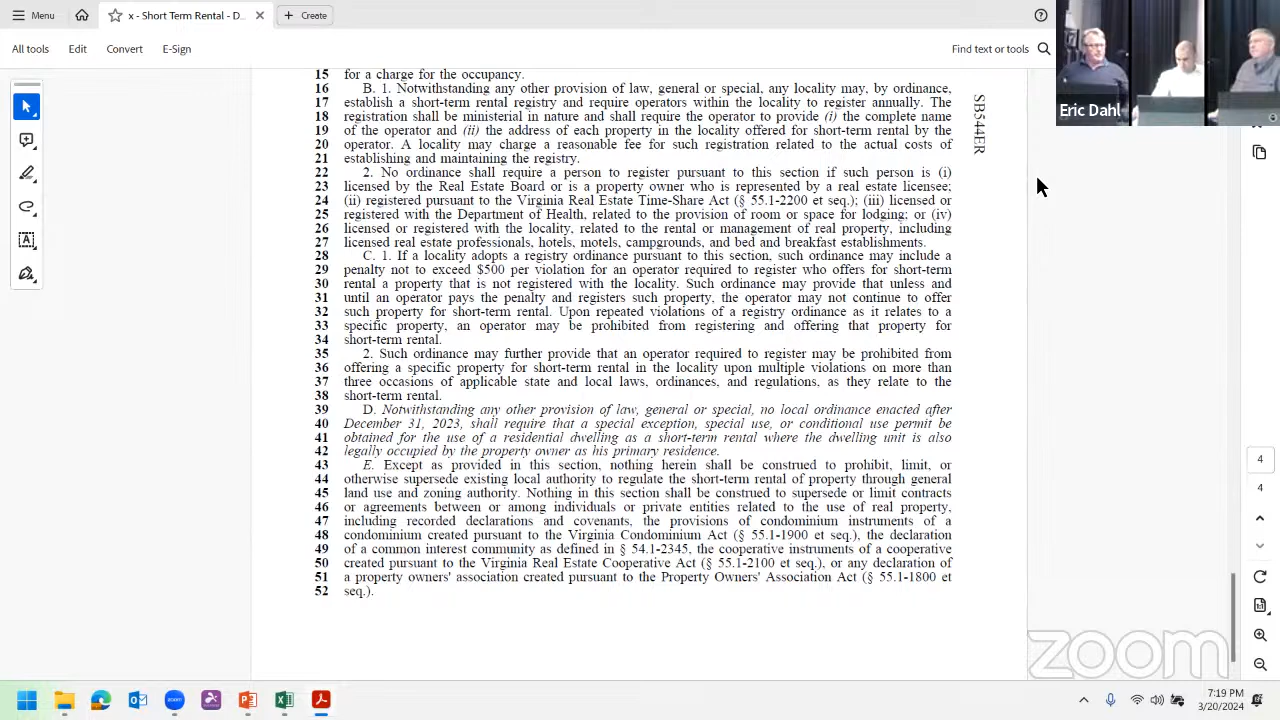 Menu
x - Short Term Rental - D...
Create
All tools
Edit
Convert
E-Sign
Find text or tools
Eric Dahl
15 for a charge for the occupancy.
16 B. 1. Notwithstanding any other provision of law, general or special, any locality may, by ordinance,
17 establish a short-term rental registry and require operators within the locality to register annually. The
18 registration shall be ministerial in nature and shall require the operator to provide (i) the complete name
19 of the operator and (ii) the address of each property in the locality offered for short-term rental by the
20 operator. A locality may charge a reasonable fee for such registration related to the actual costs of
21 establishing and maintaining the registry.
22 2. No ordinance shall require a person to register pursuant to this section if such person is (i)
23 licensed by the Real Estate Board or is a property owner who is represented by a real estate licensee;
24 (ii) registered pursuant to the Virginia Real Estate Time-Share Act (§ 55.1-2200 et seq.); (iii) licensed or
25 registered with the Department of Health, related to the provision of room or space for lodging; or (iv)
26 licensed or registered with the locality, related to the rental or management of real property, including
27 licensed real estate professionals, hotels, motels, campgrounds, and bed and breakfast establishments.
28 C. 1. If a locality adopts a registry ordinance pursuant to this section, such ordinance may include a
29 penalty not to exceed $500 per violation for an operator required to register who offers for short-term
30 rental a property that is not registered with the locality. Such ordinance may provide that unless and
31 until an operator pays the penalty and registers such property, the operator may not continue to offer
32 such property for short-term rental. Upon repeated violations of a registry ordinance as it relates to a
33 specific property, an operator may be prohibited from registering and offering that property for
34 short-term rental.
35 2. Such ordinance may further provide that an operator required to register may be prohibited from
36 offering a specific property for short-term rental in the locality upon multiple violations on more than
37 three occasions of applicable state and local laws, ordinances, and regulations, as they relate to the
38 short-term rental.
39 D. Notwithstanding any other provision of law, general or special, no local ordinance enacted after
40 December 31, 2023, shall require that a special exception, special use, or conditional use permit be
41 obtained for the use of a residential dwelling as a short-term rental where the dwelling unit is also
42 legally occupied by the property owner as his primary residence.
43 E. Except as provided in this section, nothing herein shall be construed to prohibit, limit, or
44 otherwise supersede existing local authority to regulate the short-term rental of property through general
45 land use and zoning authority. Nothing in this section shall be construed to supersede or limit contracts
46 or agreements between or among individuals or private entities related to the use of real property,
47 including recorded declarations and covenants, the provisions of condominium instruments of a
48 condominium created pursuant to the Virginia Condominium Act (§ 55.1-1900 et seq.), the declaration
49 of a common interest community as defined in § 54.1-2345, the cooperative instruments of a cooperative
50 created pursuant to the Virginia Real Estate Cooperative Act (§ 55.1-2100 et seq.), or any declaration of
51 a property owners' association created pursuant to the Property Owners' Association Act (§ 55.1-1800 et
52 seq.).
SB544ER
4
4
zoom
zoom
7:19 PM
3/20/2024